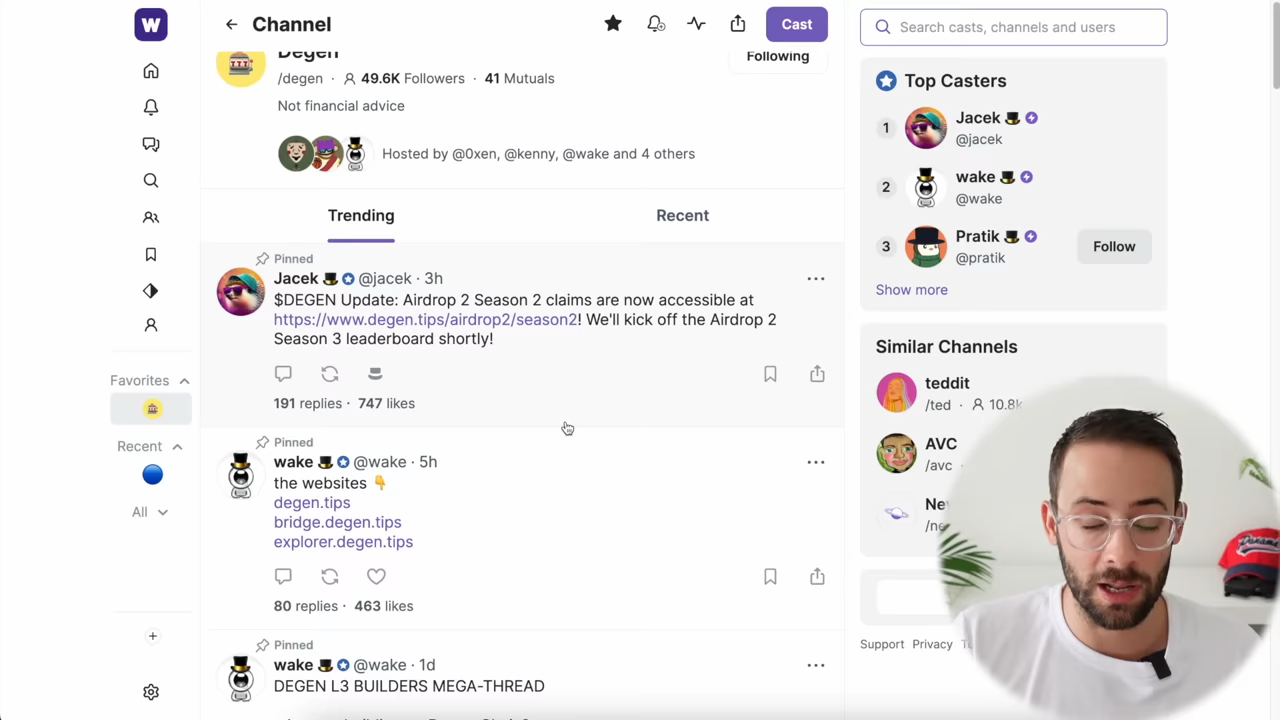 W
Channel
Cast
Degen
/degen · 49.6K Followers · 41 Mutuals
Following
Not financial advice
Hosted by @0xen, @kenny, @wake and 4 others
Trending
Recent
Pinned
Jacek @jacek · 3h
$DEGEN Update: Airdrop 2 Season 2 claims are now accessible at
https://www.degen.tips/airdrop2/season2! We'll kick off the Airdrop 2
Season 3 leaderboard shortly!
191 replies · 747 likes
Pinned
wake @wake · 5h
the websites 👇
degen.tips
bridge.degen.tips
explorer.degen.tips
80 replies · 463 likes
Pinned
wake @wake · 1d
DEGEN L3 BUILDERS MEGA-THREAD
Favorites
Recent
All
Search casts, channels and users
Top Casters
1
Jacek
@jacek
2
wake
@wake
3
Pratik
@pratik
Follow
Show more
Similar Channels
teddit
/ted · 10.8k
AVC
/avc
Support Privacy